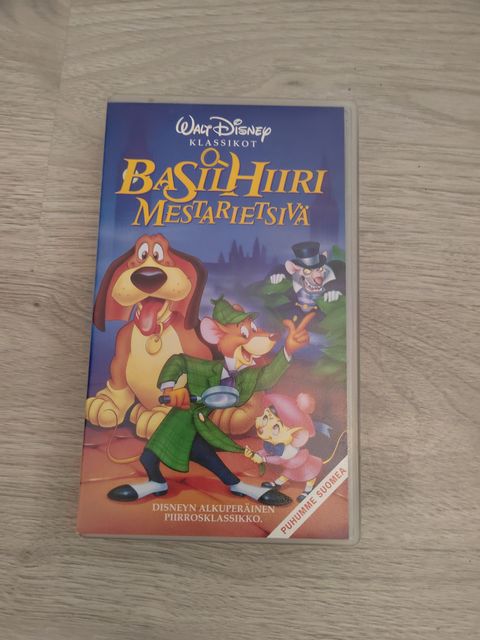 WALT DISNEY
KLASSIKOT
BASIL HIIRI
MESTARIETSIVÄ
DISNEYN ALKUPERÄINEN
PIIRROSKLASSIKKO.
PUHUMME SUOMEA